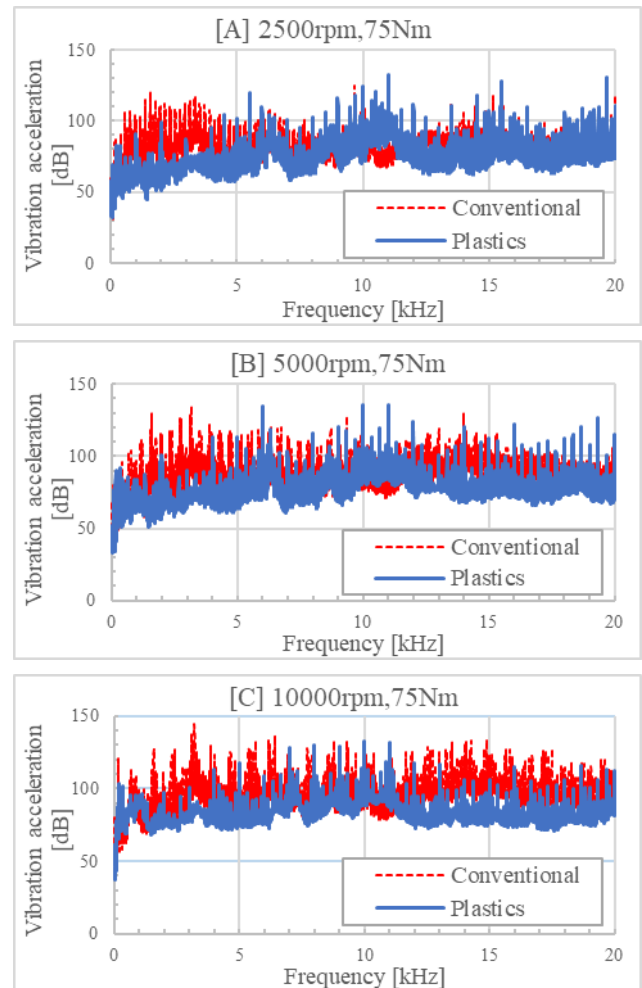 [A] 2500rpm,75Nm
Vibration acceleration
[dB]
150
100
50
0
Conventional
Plastics
0 5 10 15 20
Frequency [kHz]
[B] 5000rpm,75Nm
Vibration acceleration
[dB]
150
100
50
0
Conventional
Plastics
0 5 10 15 20
Frequency [kHz]
[C] 10000rpm,75Nm
Vibration acceleration
[dB]
150
100
50
0
Conventional
Plastics
0 5 10 15 20
Frequency [kHz]